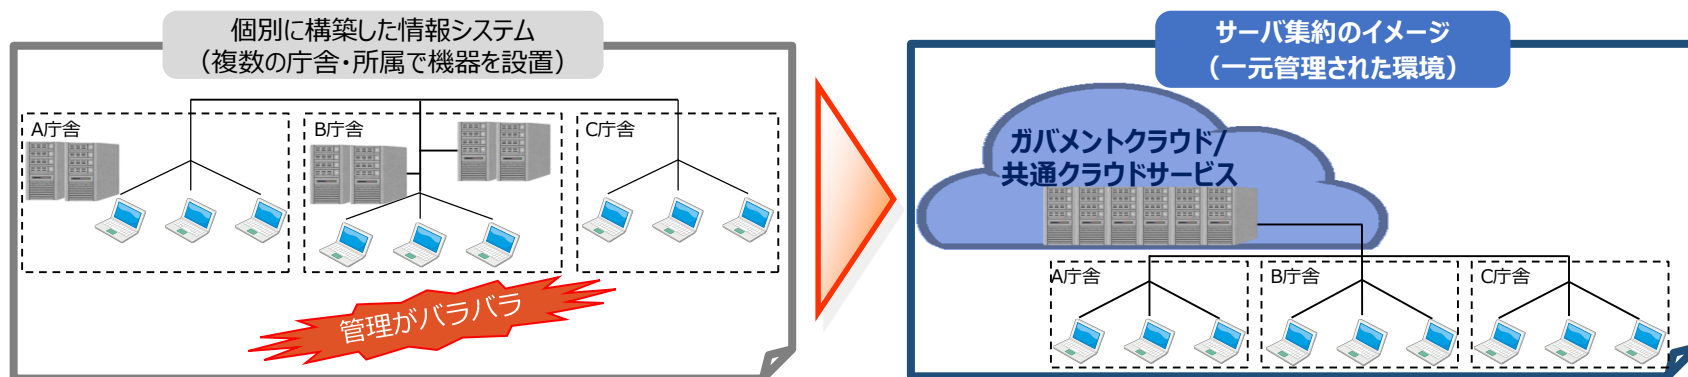 個別に構築した情報システム
（複数の庁舎・所属で機器を設置）
A庁舎
B庁舎
C庁舎
管理がバラバラ
サーバ集約のイメージ
（一元管理された環境）
ガバメントクラウド/
共通クラウドサービス
A庁舎
B庁舎
C庁舎